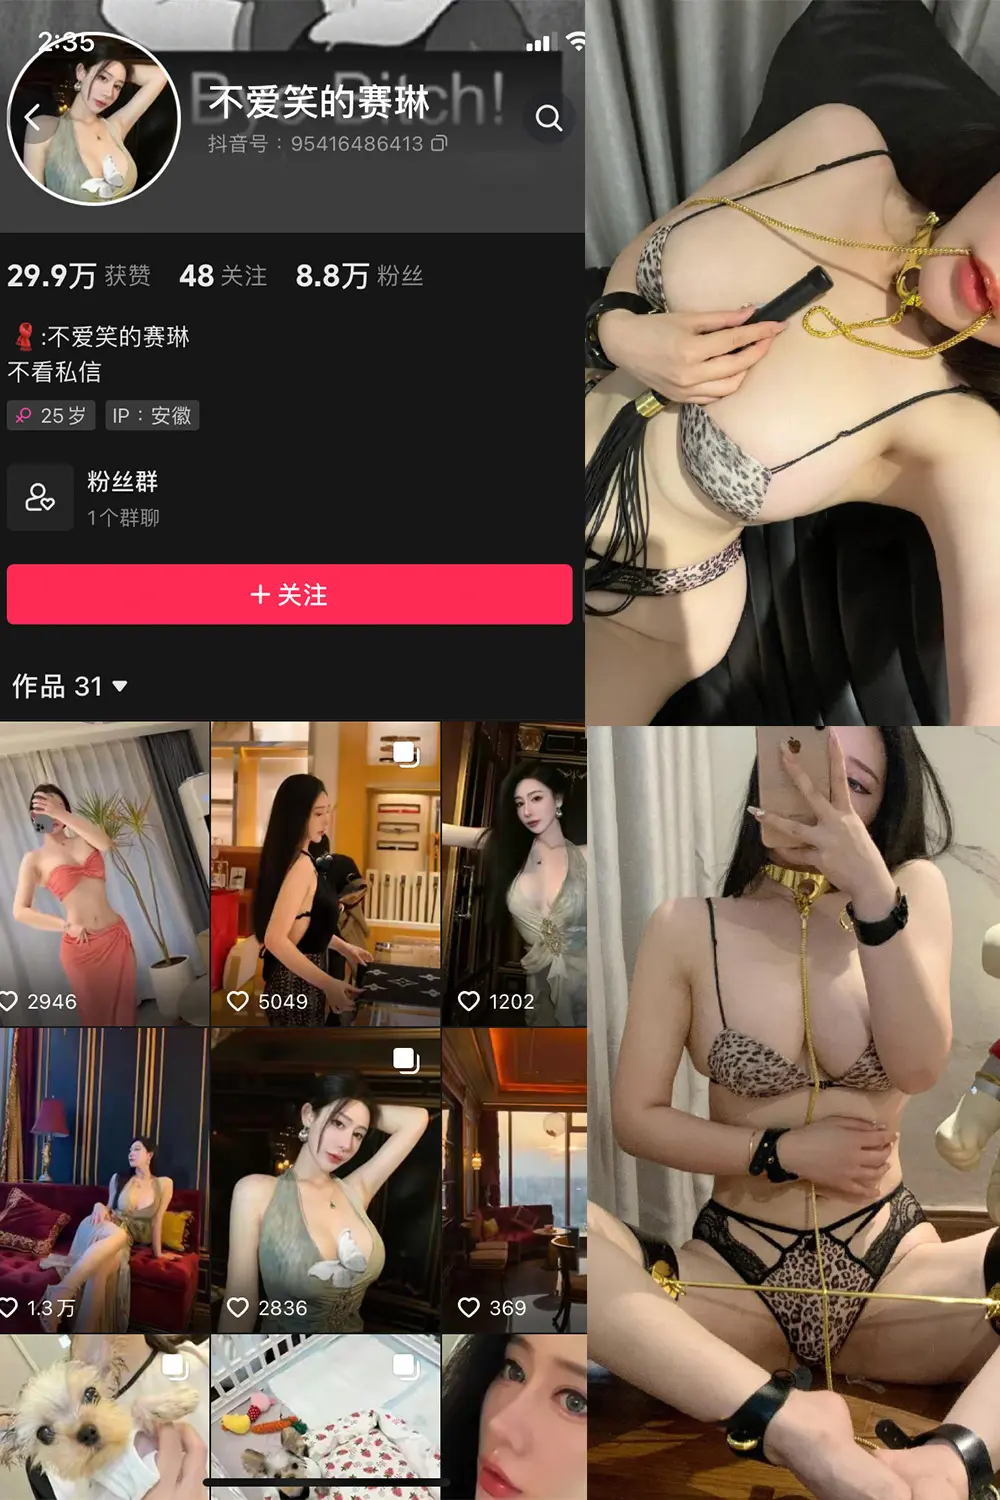 2:35
不爱笑的赛琳
抖音号：95416486413
29.9万 获赞 48 关注 8.8万 粉丝
:不爱笑的赛琳
不看私信
25岁 IP：安徽
粉丝群
1个群聊
+ 关注
作品 31
2946
5049
1202
1.3万
2836
369